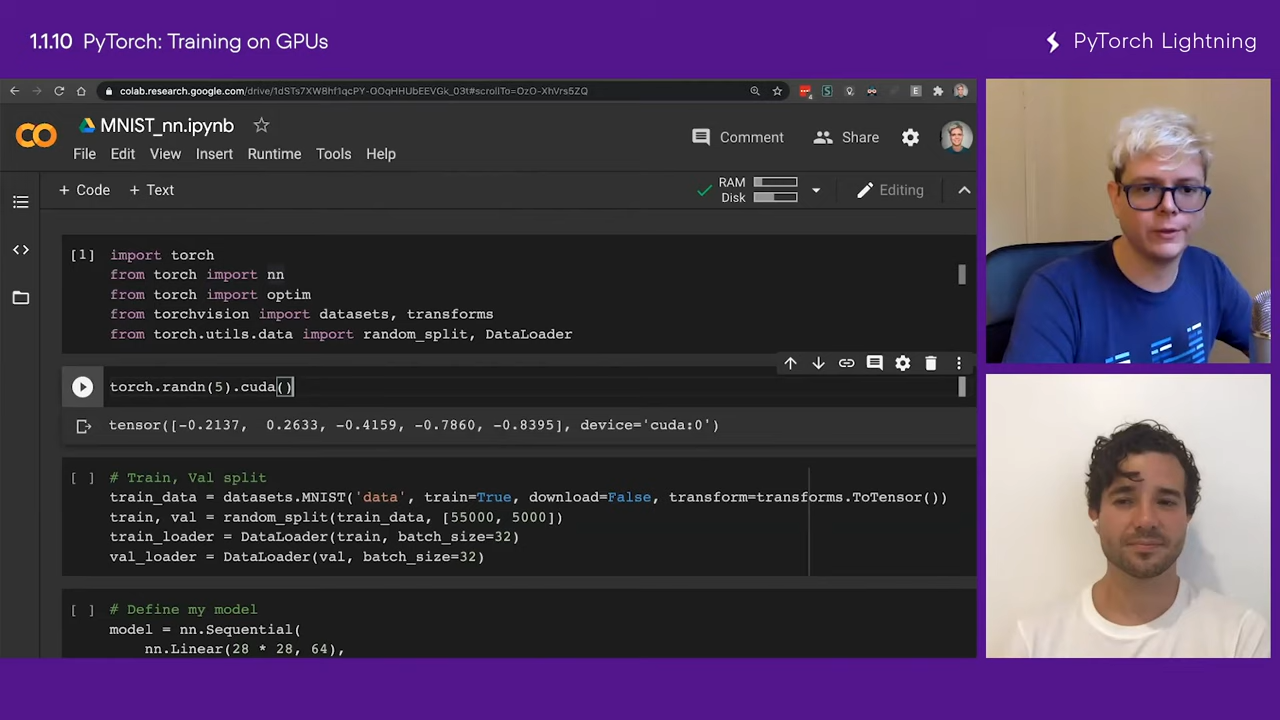 1.1.10 PyTorch: Training on GPUs
PyTorch Lightning
colab.research.google.com/drive/1dSTs7XW8hf1qcPY-OOqHHUbEEVGk_03t#scrollTo=OzO-XhVrs5ZQ
MNIST_nn.ipynb
Comment
Share
File Edit View Insert Runtime Tools Help
+ Code + Text
RAM
Disk
Editing
[1] import torch
from torch import nn
from torch import optim
from torchvision import datasets, transforms
from torch.utils.data import random_split, DataLoader
torch.randn(5).cuda()
tensor([-0.2137, 0.2633, -0.4159, -0.7860, -0.8395], device='cuda:0')
[ ] # Train, Val split
train_data = datasets.MNIST('data', train=True, download=False, transform=transforms.ToTensor())
train, val = random_split(train_data, [55000, 5000])
train_loader = DataLoader(train, batch_size=32)
val_loader = DataLoader(val, batch_size=32)
[ ] # Define my model
model = nn.Sequential(
nn.Linear(28 * 28, 64),